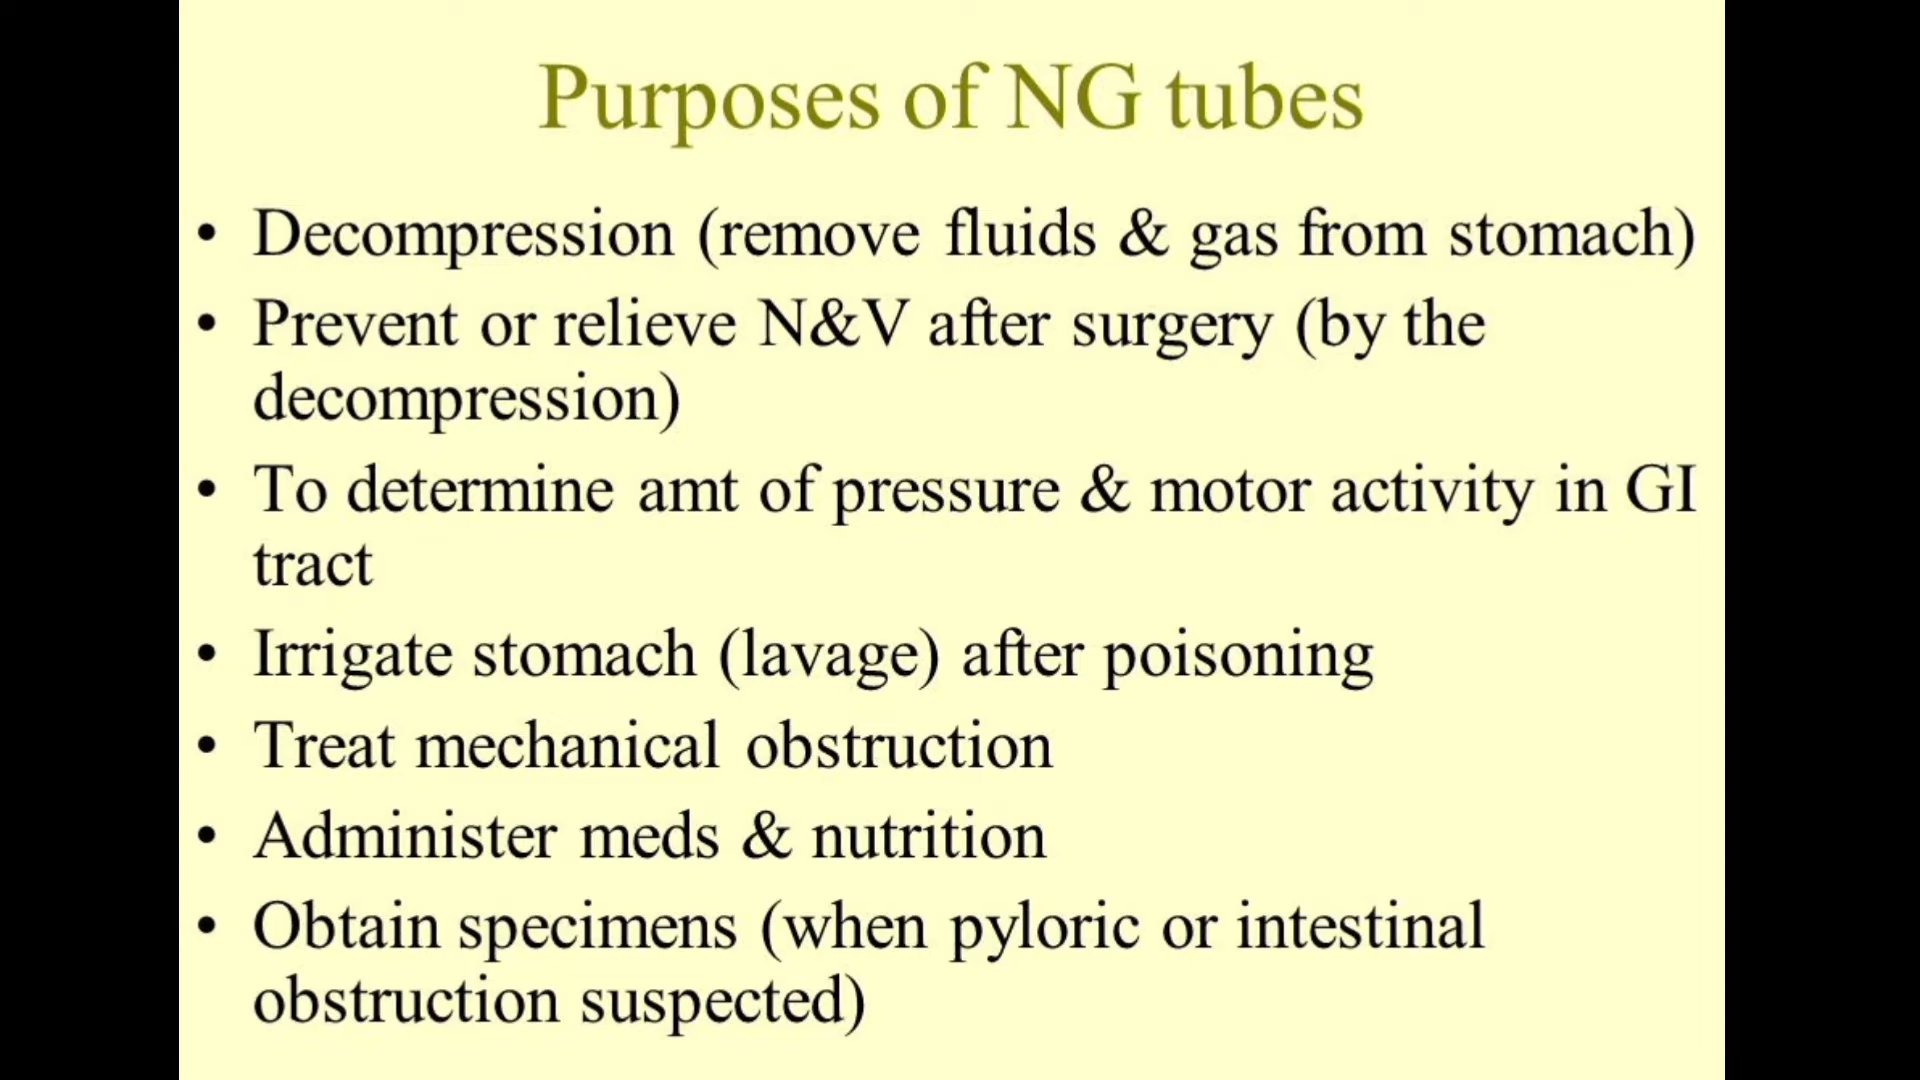 Purposes of NG tubes
• Decompression (remove fluids & gas from stomach)
• Prevent or relieve N&V after surgery (by the
decompression)
• To determine amt of pressure & motor activity in GI
tract
• Irrigate stomach (lavage) after poisoning
• Treat mechanical obstruction
• Administer meds & nutrition
• Obtain specimens (when pyloric or intestinal
obstruction suspected)